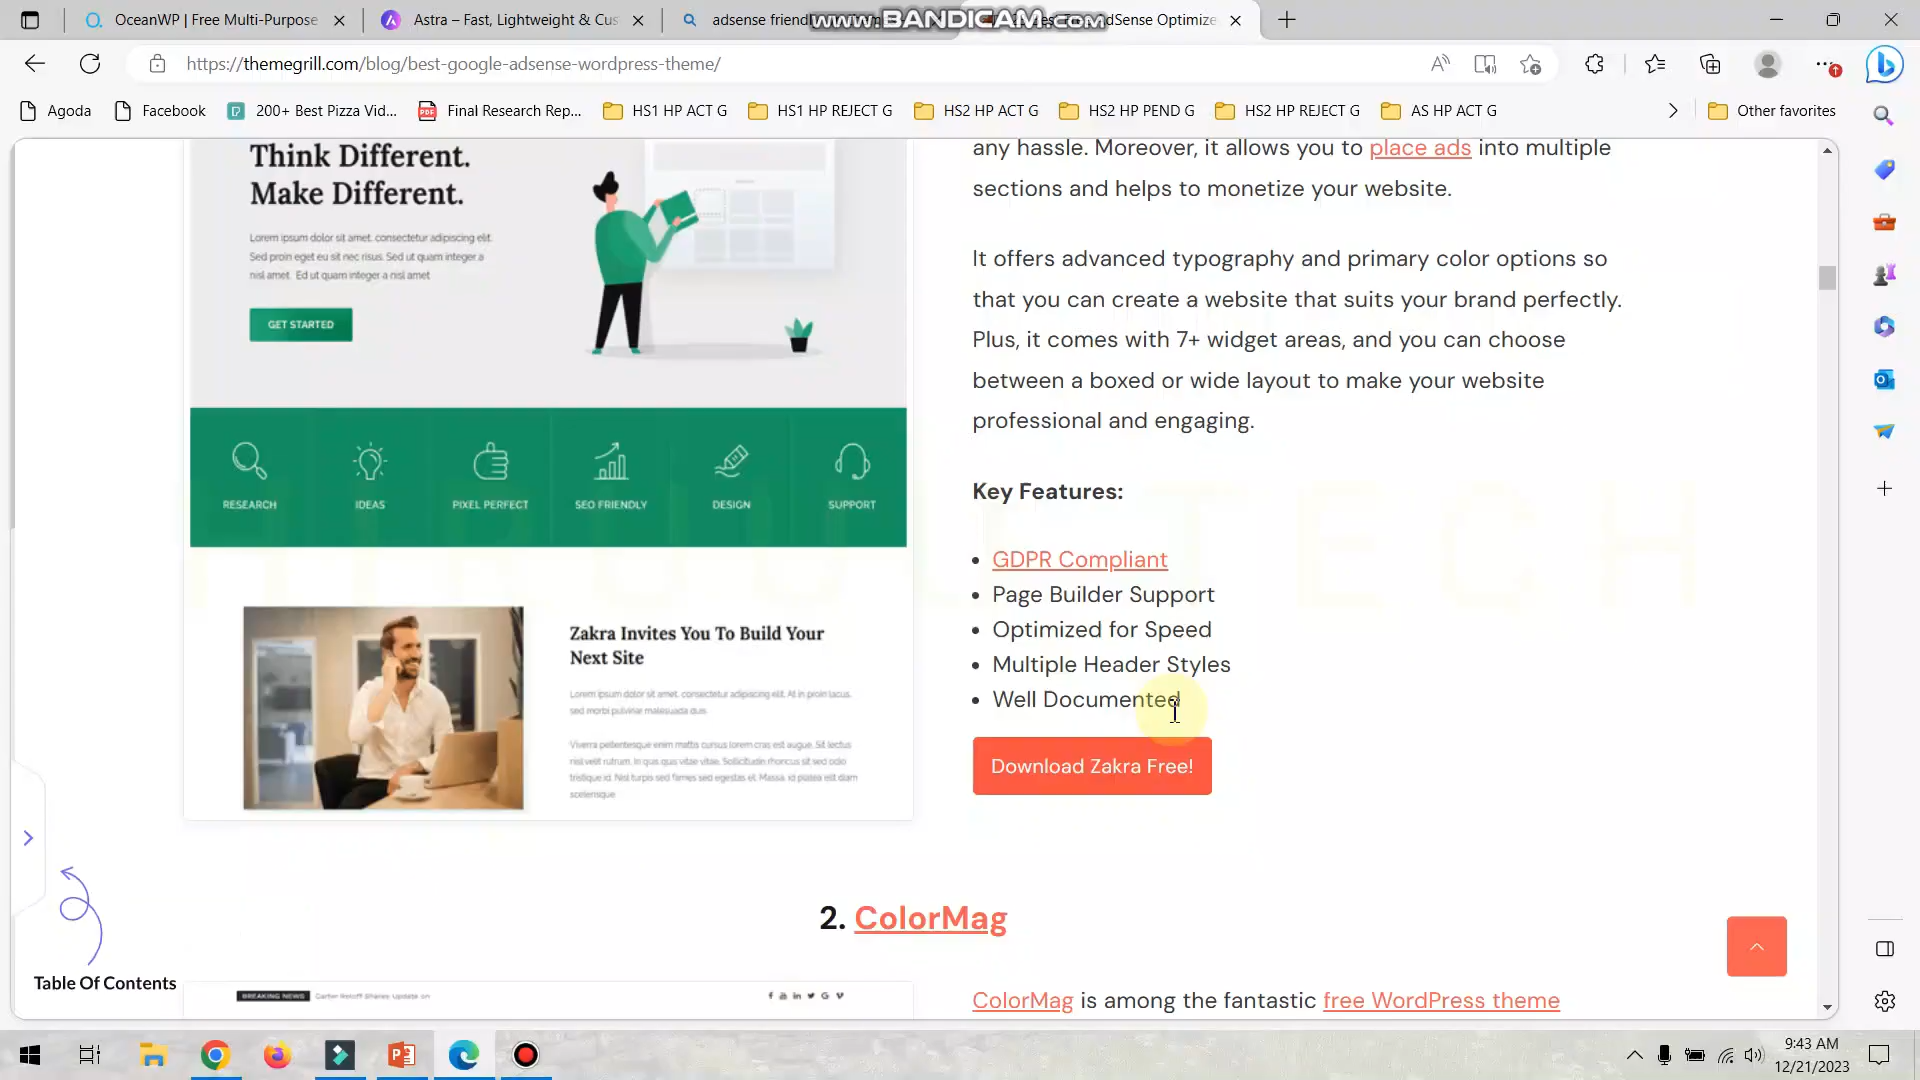 OceanWP | Free Multi-Purpose
Astra – Fast, Lightweight & Cus
adsense friendl
www.BANDICAM.com
AdSense Optimize
https://themegrill.com/blog/best-google-adsense-wordpress-theme/
Agoda
Facebook
200+ Best Pizza Vid...
Final Research Rep...
HS1 HP ACT G
HS1 HP REJECT G
HS2 HP ACT G
HS2 HP PEND G
HS2 HP REJECT G
AS HP ACT G
Other favorites
Think Different.
Make Different.
Lorem ipsum dolor sit amet, consectetur adipiscing elit.
Sed proin eget eu sit nec risus. Sed ut quam integer a
nisl amet. Ed ut quam integer a nisl amet
GET STARTED
RESEARCH
IDEAS
PIXEL PERFECT
SEO FRIENDLY
DESIGN
SUPPORT
Zakra Invites You To Build Your
Next Site
any hassle. Moreover, it allows you to place ads into multiple
sections and helps to monetize your website.
It offers advanced typography and primary color options so
that you can create a website that suits your brand perfectly.
Plus, it comes with 7+ widget areas, and you can choose
between a boxed or wide layout to make your website
professional and engaging.
Key Features:
GDPR Compliant
Page Builder Support
Optimized for Speed
Multiple Header Styles
Well Documented
Download Zakra Free!
2. ColorMag
Table Of Contents
BREAKING NEWS
ColorMag is among the fantastic free WordPress theme
9:43 AM
12/21/2023